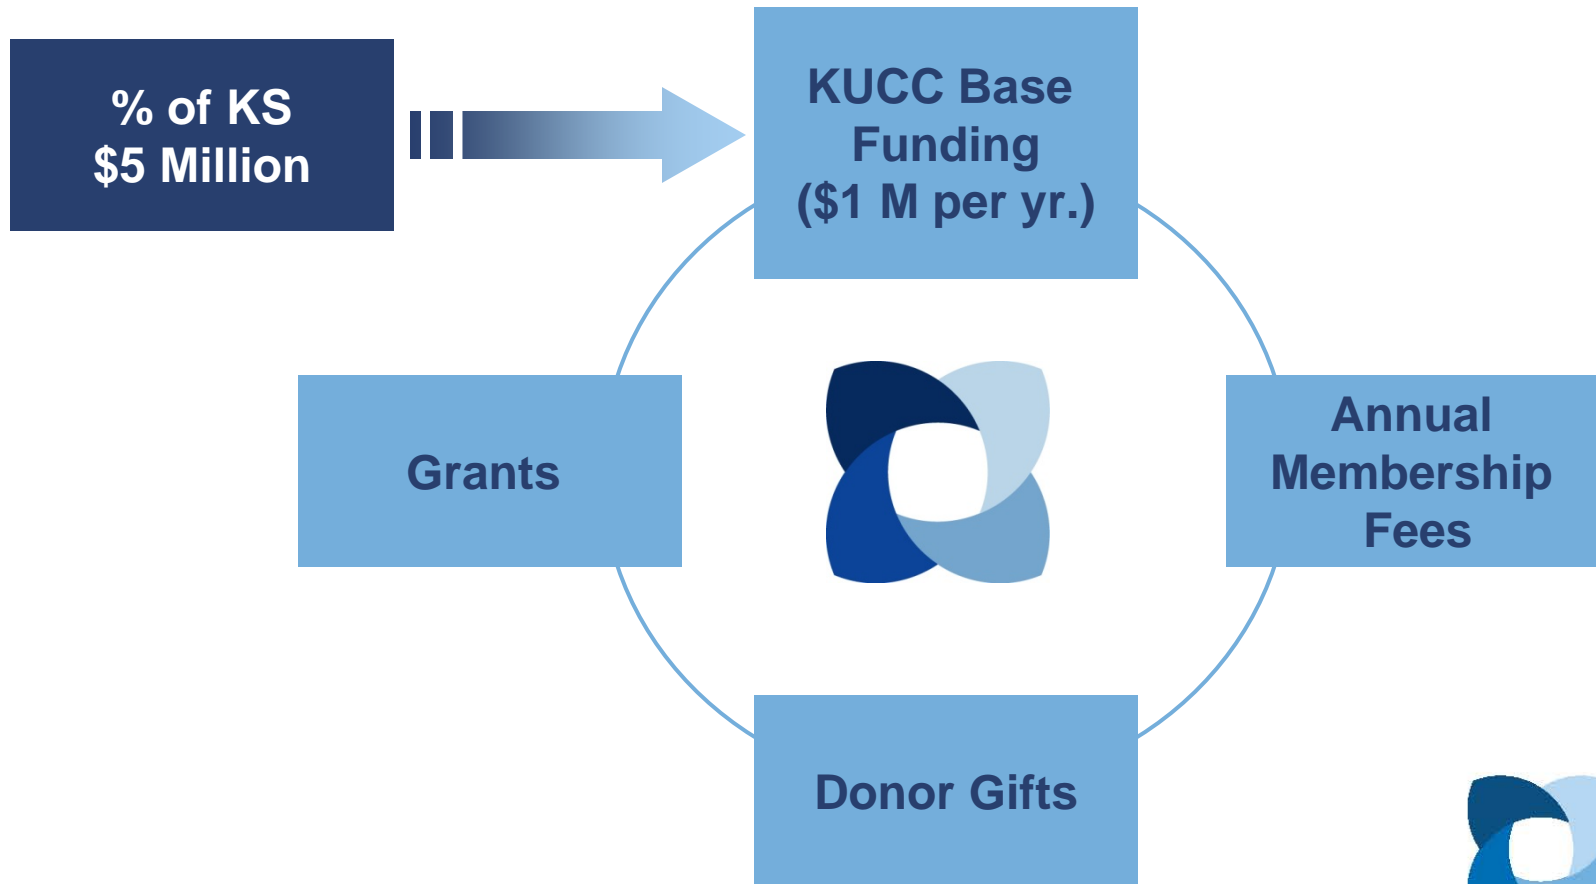 % of KS
$5 Million
KUCC Base
Funding
($1 M per yr.)
Grants
Annual
Membership
Fees
Donor Gifts